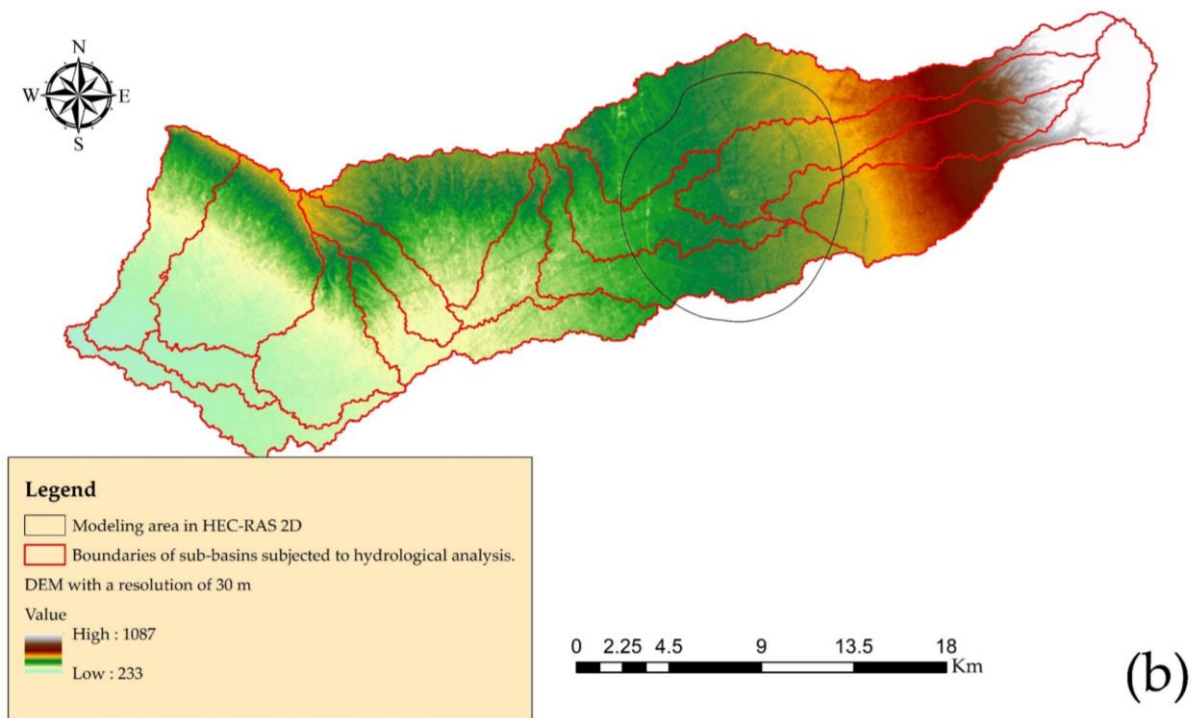 N
W E
S
Legend
Modeling area in HEC-RAS 2D
Boundaries of sub-basins subjected to hydrological analysis.
DEM with a resolution of 30 m
Value
High : 1087
Low : 233
0 2.25 4.5 9 13.5 18
Km
(b)